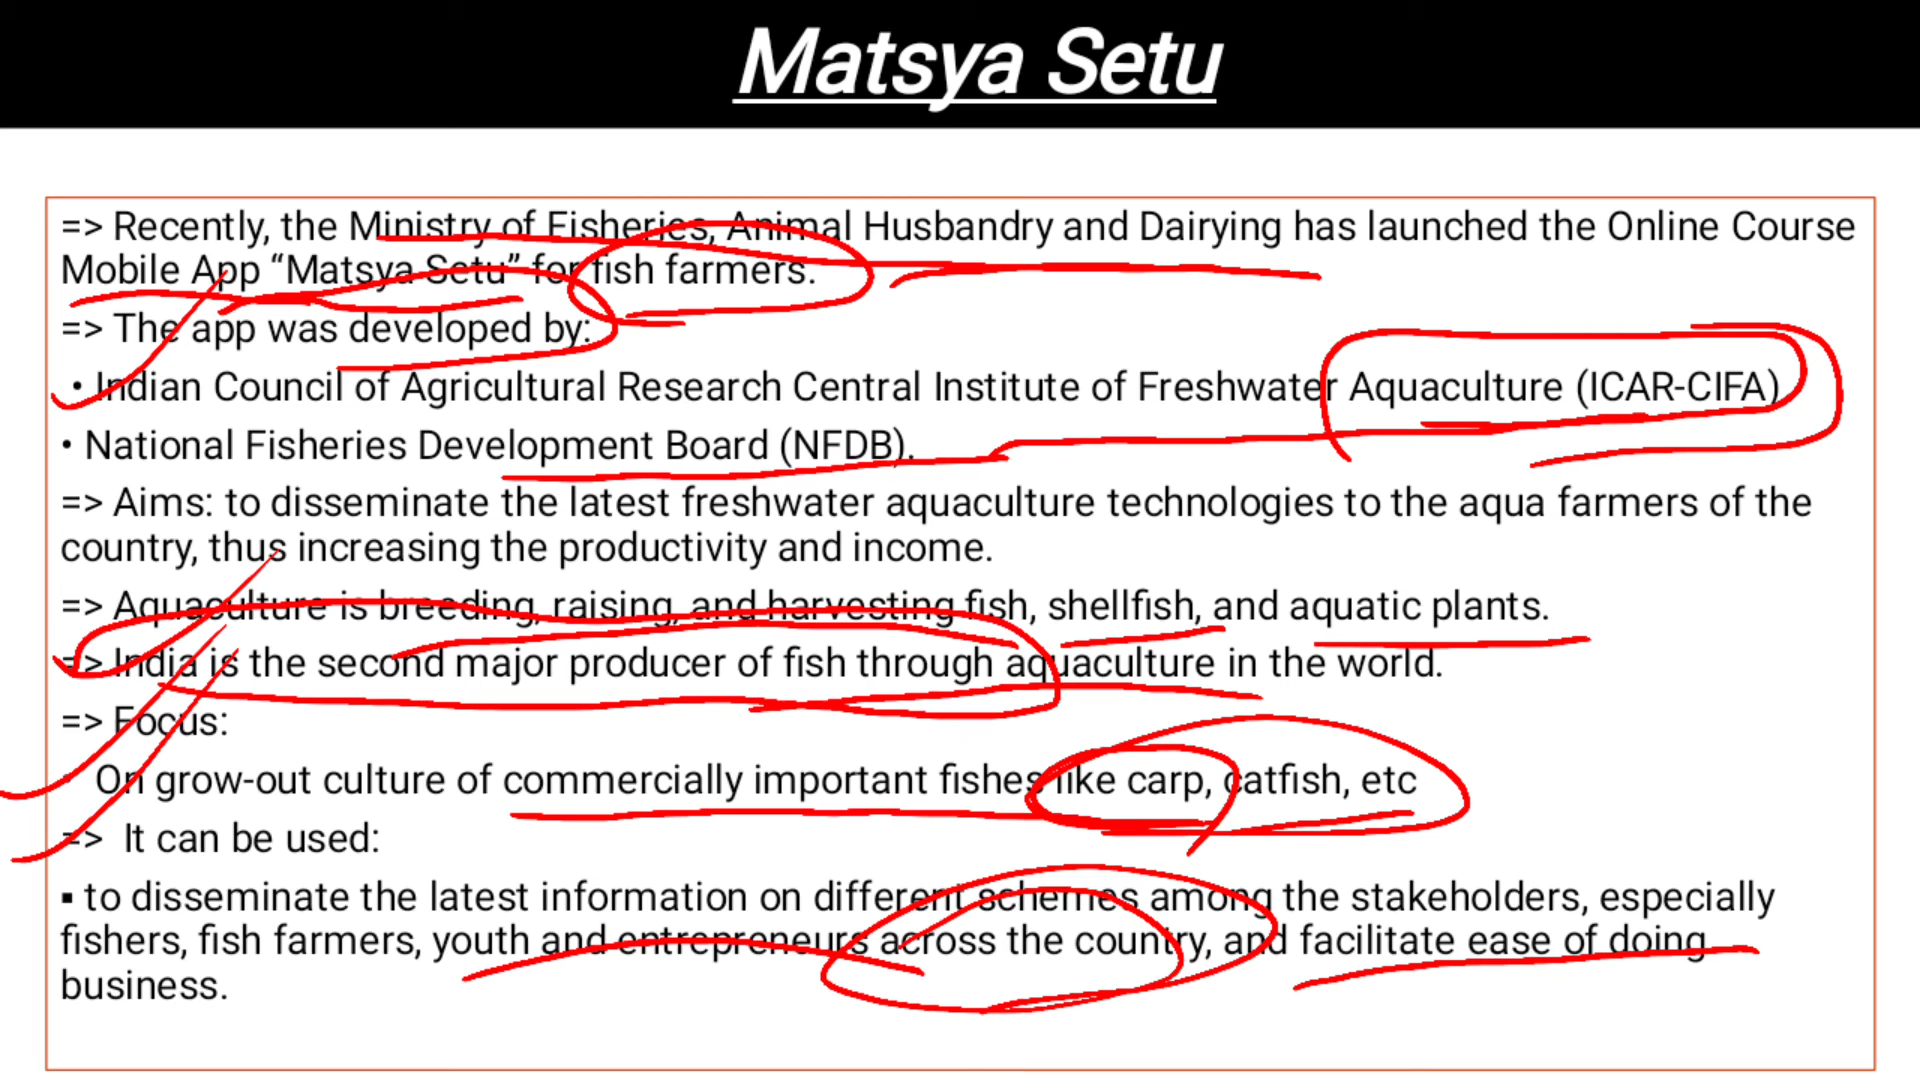 Matsya Setu
=> Recently, the Ministry of Fisheries, Animal Husbandry and Dairying has launched the Online Course
Mobile App “Matsya Setu” for fish farmers.
=> The app was developed by:
• Indian Council of Agricultural Research Central Institute of Freshwater Aquaculture (ICAR-CIFA)
• National Fisheries Development Board (NFDB).
=> Aims: to disseminate the latest freshwater aquaculture technologies to the aqua farmers of the
country, thus increasing the productivity and income.
=> Aquaculture is breeding, raising, and harvesting fish, shellfish, and aquatic plants.
=> India is the second major producer of fish through aquaculture in the world.
=> Focus:
• On grow-out culture of commercially important fishes like carp, catfish, etc
=> It can be used:
▪ to disseminate the latest information on different schemes among the stakeholders, especially
fishers, fish farmers, youth and entrepreneurs across the country, and facilitate ease of doing
business.